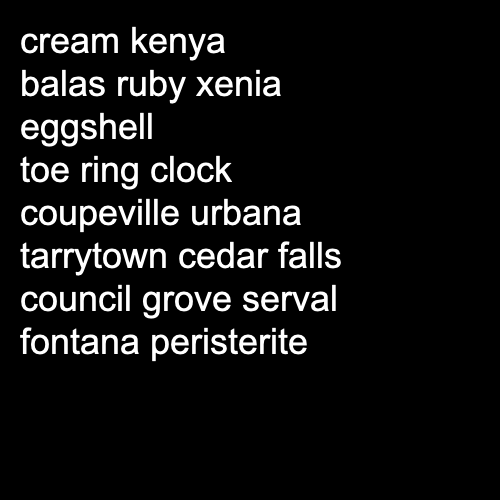 cream kenya
balas ruby xenia
eggshell
toe ring clock
coupeville urbana
tarrytown cedar falls
council grove serval
fontana peristerite